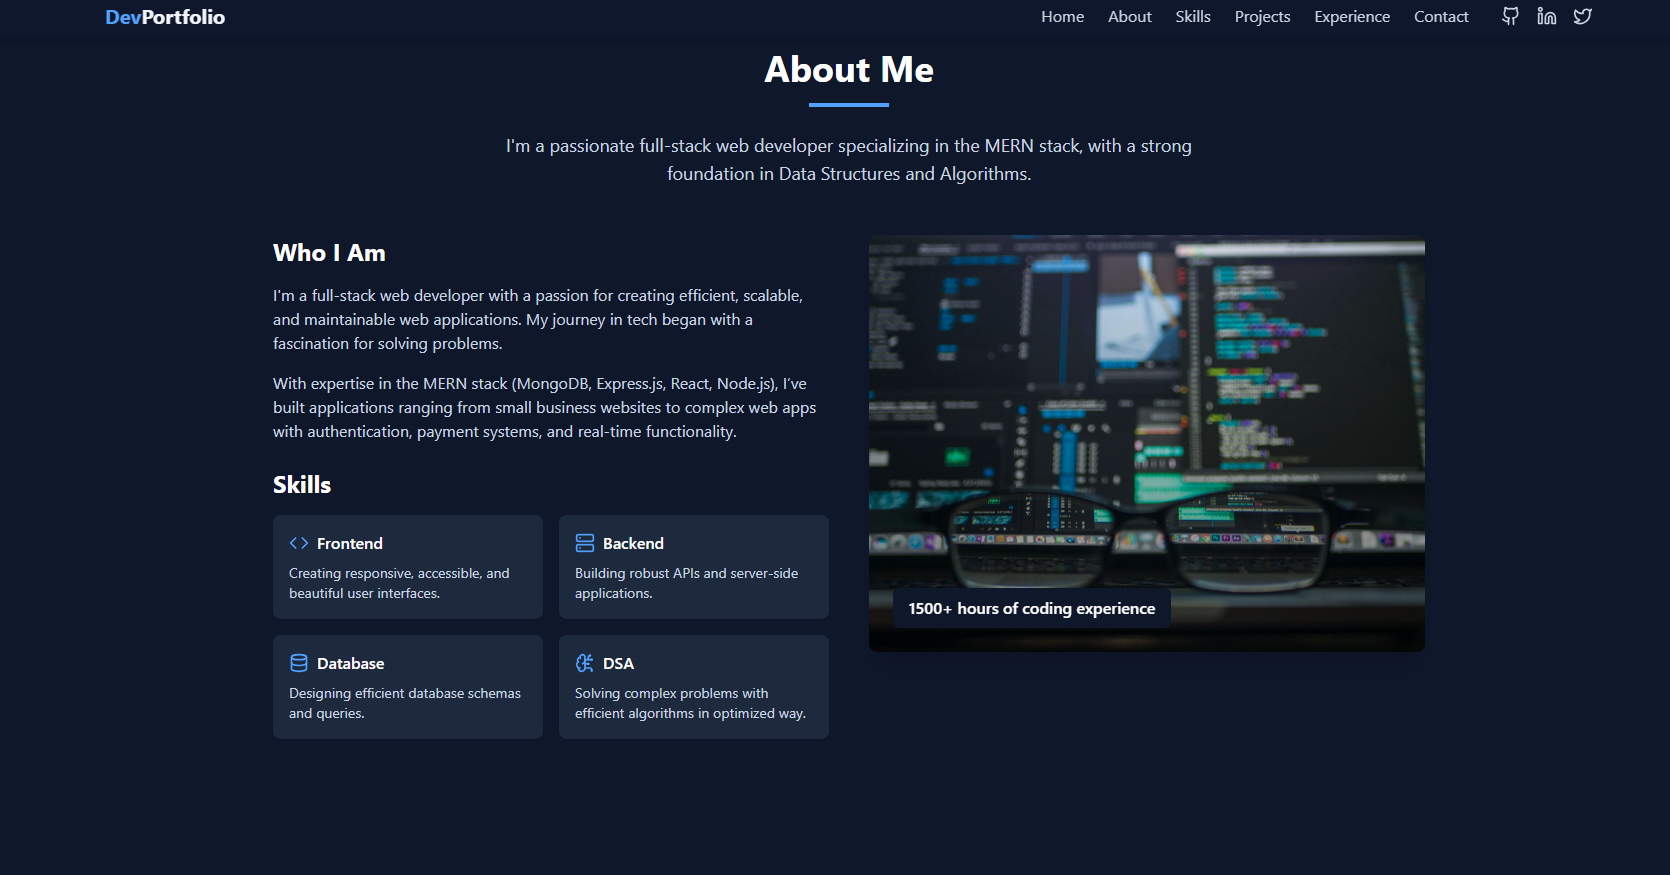 DevPortfolio
Home About Skills Projects Experience Contact
About Me
I'm a passionate full-stack web developer specializing in the MERN stack, with a strong
foundation in Data Structures and Algorithms.
Who I Am
I'm a full-stack web developer with a passion for creating efficient, scalable,
and maintainable web applications. My journey in tech began with a
fascination for solving problems.
With expertise in the MERN stack (MongoDB, Express.js, React, Node.js), I’ve
built applications ranging from small business websites to complex web apps
with authentication, payment systems, and real-time functionality.
Skills
Frontend
Creating responsive, accessible, and
beautiful user interfaces.
Backend
Building robust APIs and server-side
applications.
Database
Designing efficient database schemas
and queries.
DSA
Solving complex problems with
efficient algorithms in optimized way.
1500+ hours of coding experience